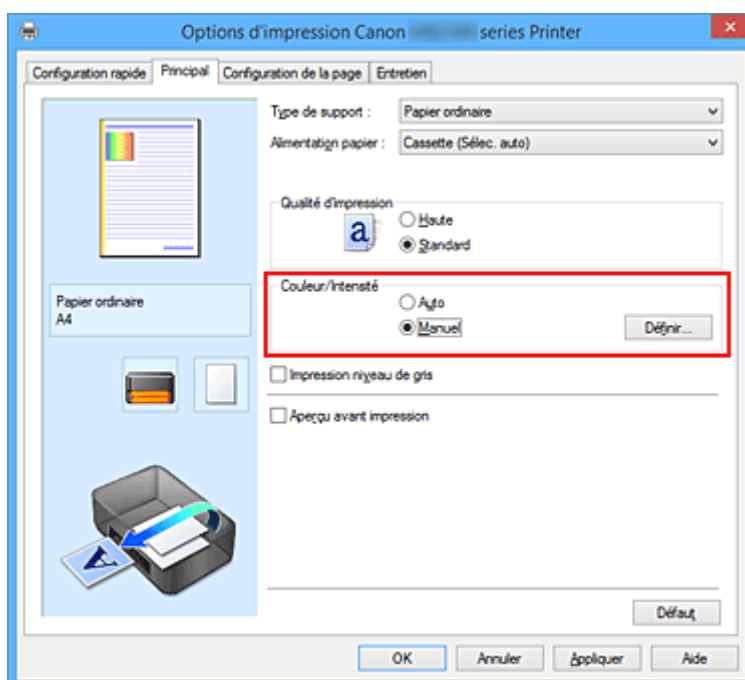 Options d'impression Canon series Printer
Configuration rapide Principal Configuration de la page Entretien
Type de support : Papier ordinaire
Alimentation papier : Cassette (Sélec. auto)
Qualité d'impression
a
Haute
Standard
Couleur/Intensité
Auto
Manuel Définir...
Papier ordinaire
A4
Impression niveau de gris
Aperçu avant impression
A
Défaut
OK Annuler Appliquer Aide